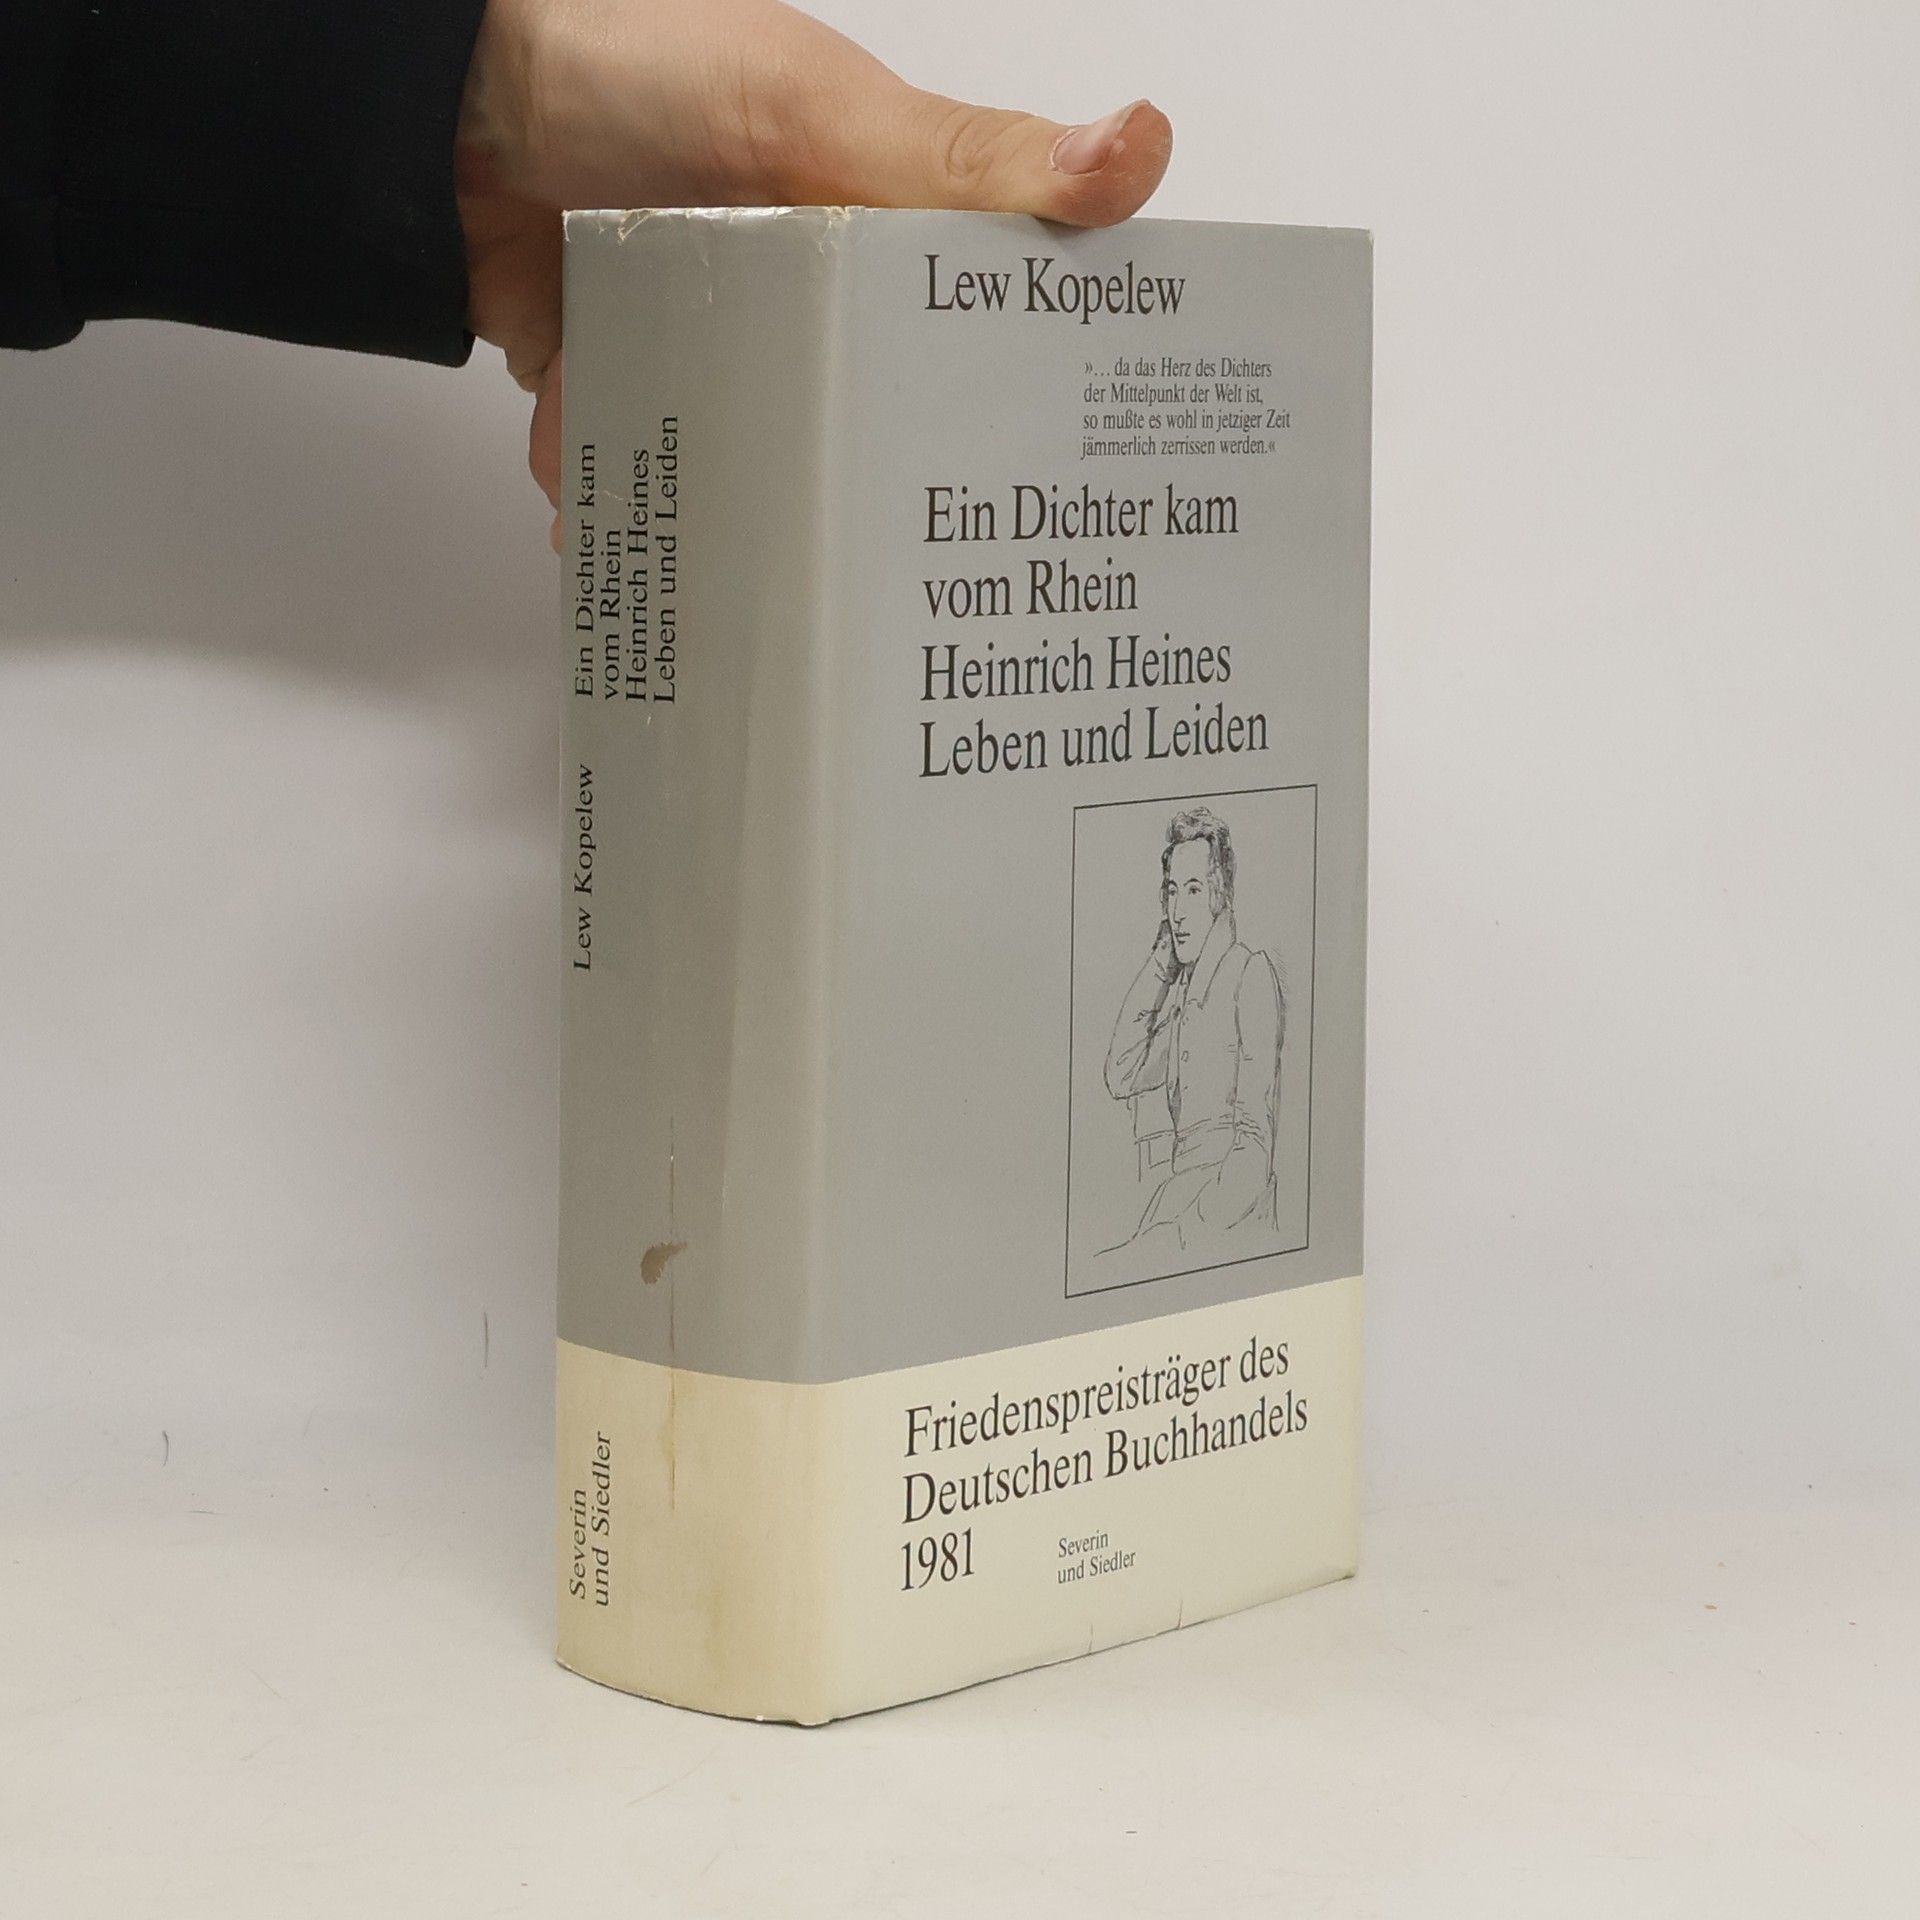 Lew Kopelew
»... da das Herz des Dichters
der Mittelpunkt der Welt ist,
so mußte es wohl in jetziger Zeit
jämmerlich zerrissen werden.«
Ein Dichter kam
vom Rhein
Heinrich Heines
Leben und Leiden
Friedenspreisträger des
Deutschen Buchhandels
1981
Severin
und Siedler
Lew Kopelew
Ein Dichter kam
vom Rhein
Heinrich Heines
Leben und Leiden
Severin
und Siedler